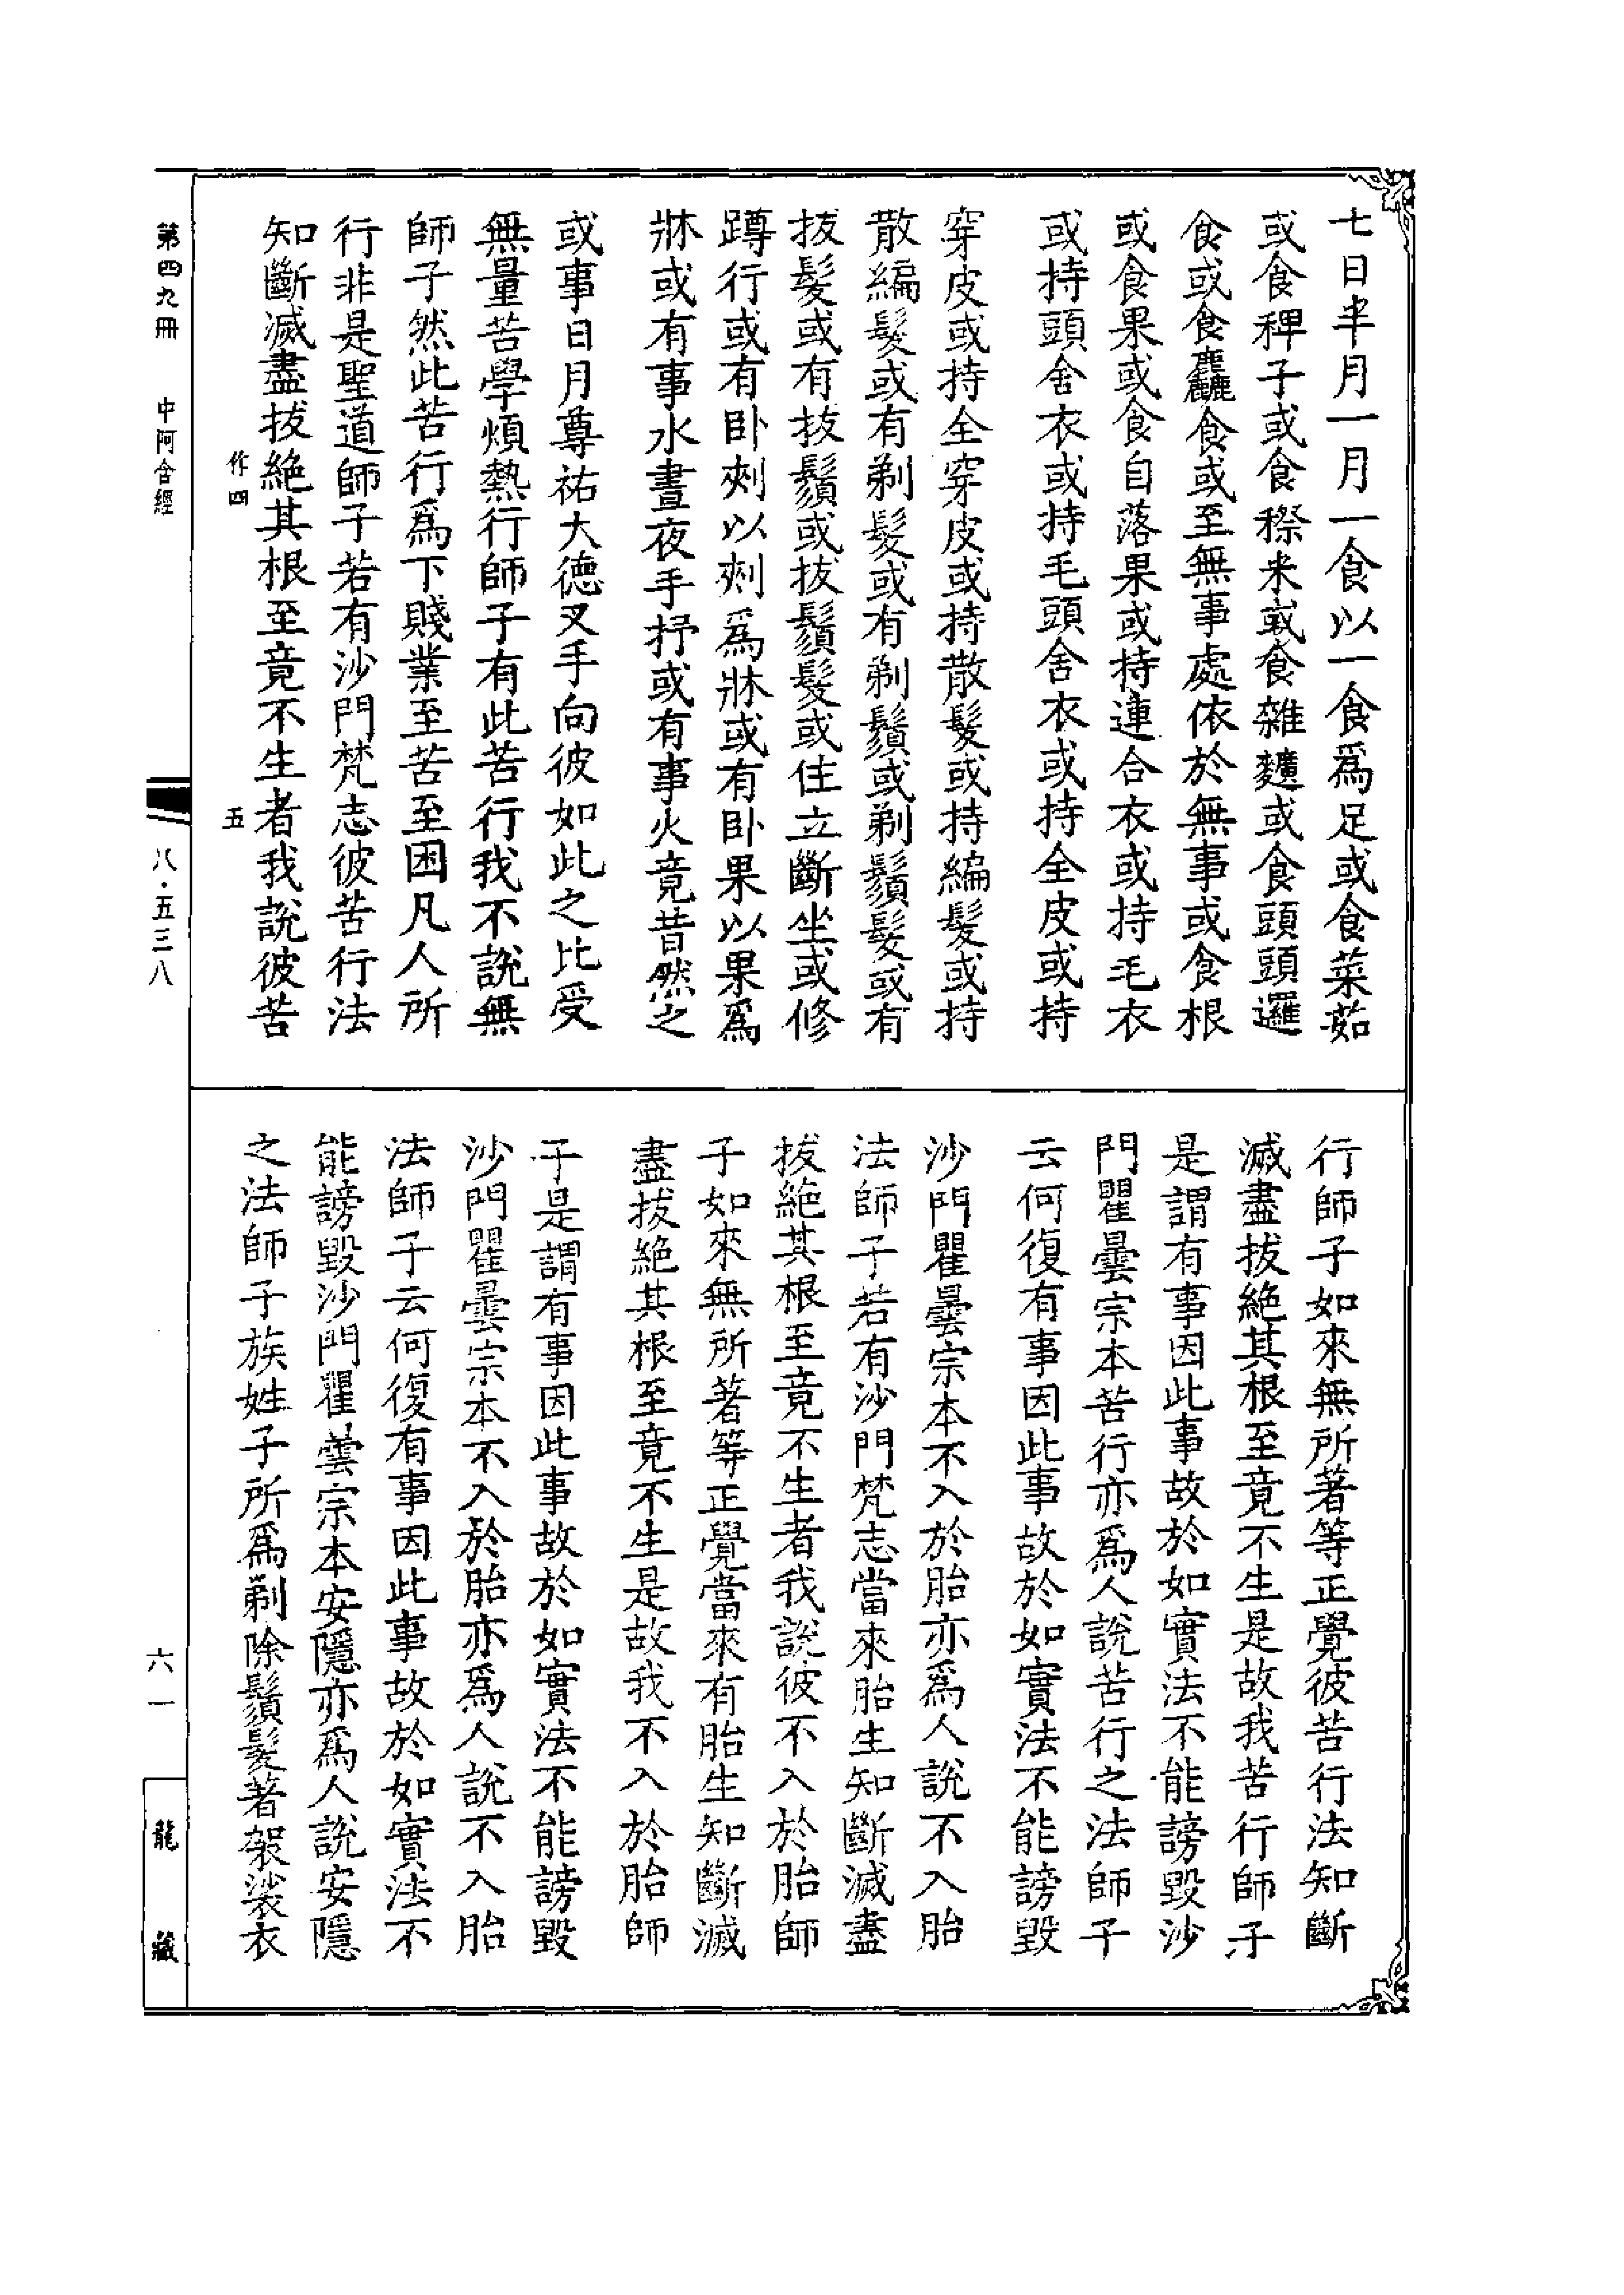 七日半月一月一食以一食爲足或食菜茹
或食稗子或食穄米或食雜䵃或食頭頭邏
食或食麤食或至無事處依於無事或食根
或食果或食自落果或持連合衣或持毛衣
或持頭舍衣或持毛頭舍衣或持全皮或持
穿皮或持全穿皮或持散髮或持編髮或持
散編髮或有剃髮或有剃鬚或剃鬚髮或有
拔髮或有拔鬚或拔鬚髮或住立斷坐或修
蹲行或有卧刺以刺爲牀或有卧果以果爲
牀或有事水晝夜手抒或有事火竟昔然之
或事日月尊祐大德叉手向彼如此之比受
無量苦學煩熱行師子有此苦行我不說無
師子然此苦行爲下賤業至苦至困凡人所
行非是聖道師子若有沙門梵志彼苦行法
知斷滅盡拔絕其根至竟不生者我說彼苦
行師子如來無所著等正覺彼苦行法知斷
滅盡拔絕其根至竟不生是故我苦行師子
是謂有事因此事故於如實法不能謗毀沙
門瞿曇宗本苦行亦爲人說苦行之法師子
云何復有事因此事故於如實法不能謗毀
沙門瞿曇宗本不入於胎亦爲人說不入胎
法師子若有沙門梵志當來胎生知斷滅盡
拔絕其根至竟不生者我說彼不入於胎師
子如來無所著等正覺當來有胎生知斷滅
盡拔絕其根至竟不生是故我不入於胎師
子是謂有事因此事故於如實法不能謗毀
沙門瞿曇宗本不入於胎亦爲人說不入胎
法師子云何復有事因此事故於如實法不
能謗毀沙門瞿曇宗本安隱亦爲人說安隱
之法師子族姓子所爲剃除鬚髮著袈裟衣
作四 五
第四九冊 中阿含經 八·五三八 六一 龍藏